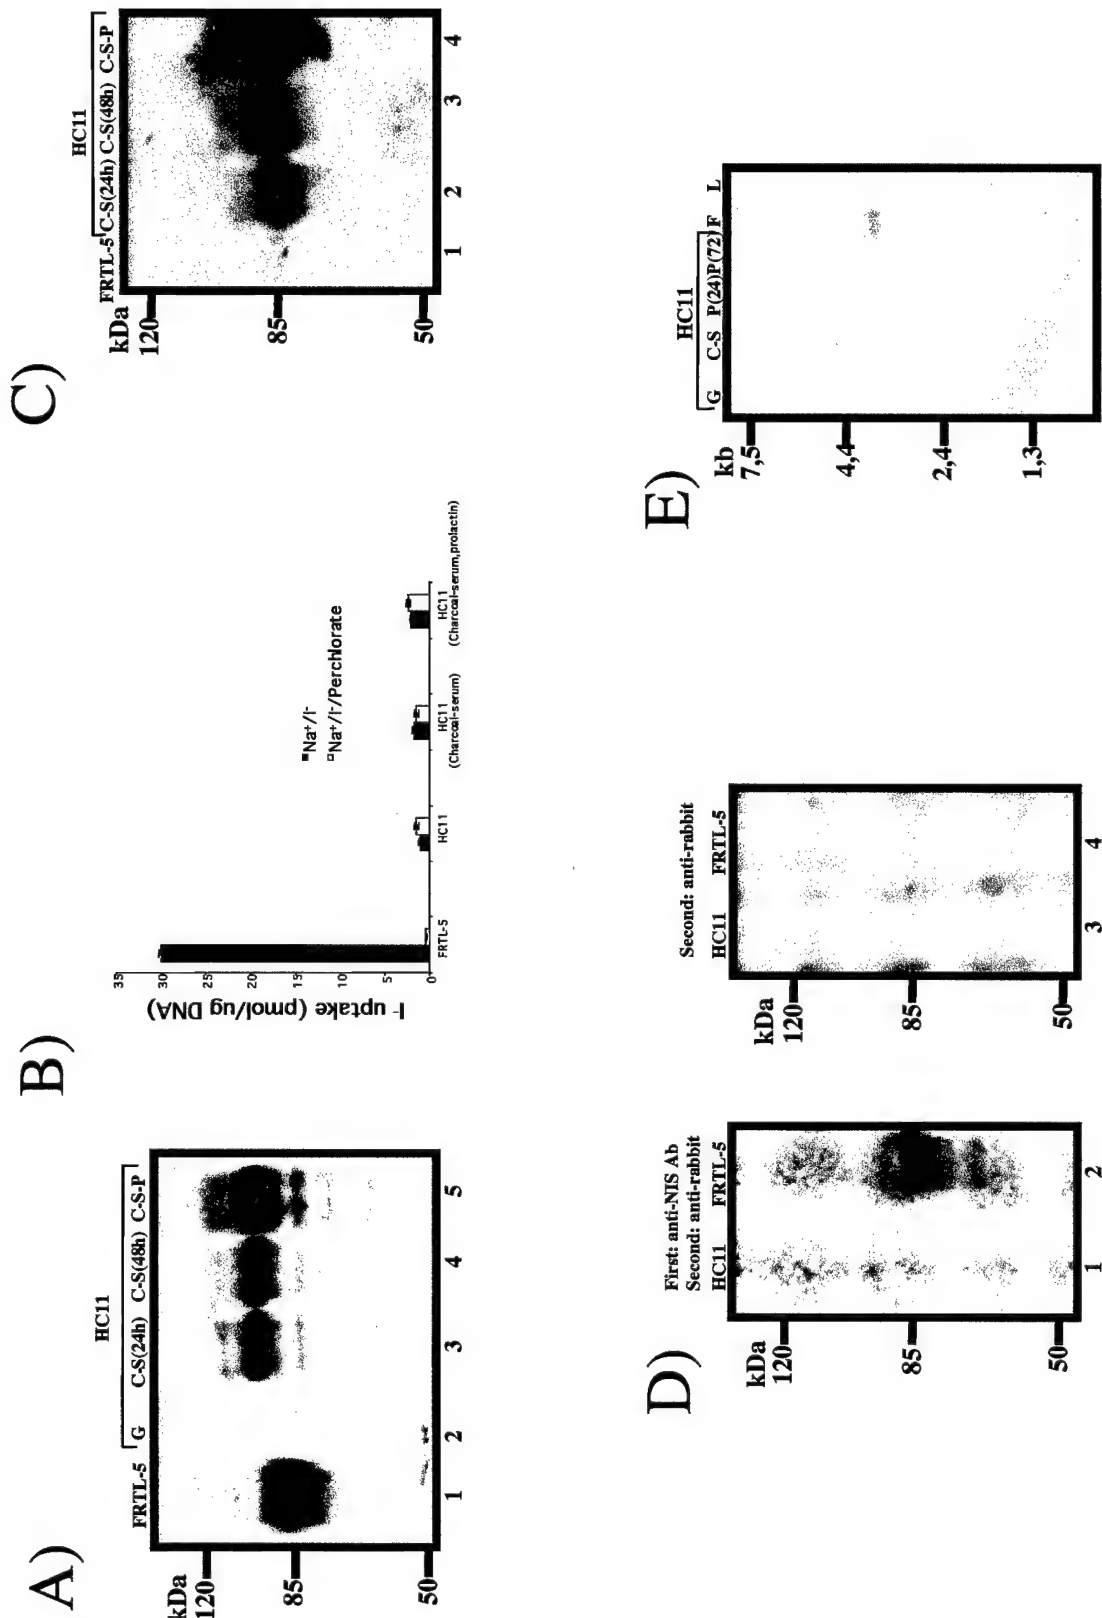 A)
HC11
FRTL-5 G C-S(24h) C-S(48h) C-S-P
kDa
120
85
50
1 2 3 4 5
B)
I- uptake (pmol/ug DNA)
35
30
25
20
15
10
5
0
■Na+/I-
□Na+/I-/Perchlorate
FRTL-5
HC11
HC11
(Charcoal-serum)
HC11
(Charcoal-serum,prolactin)
C)
HC11
FRTL-5 C-S(24h) C-S(48h) C-S-P
kDa
120
85
50
1 2 3 4
D)
First: anti-NIS Ab
Second: anti-rabbit
HC11 FRTL-5
kDa
120
85
50
1 2
Second: anti-rabbit
HC11 FRTL-5
kDa
120
85
50
3 4
E)
HC11
G C-S P(24)P(72) F L
kb
7,5
4,4
2,4
1,3